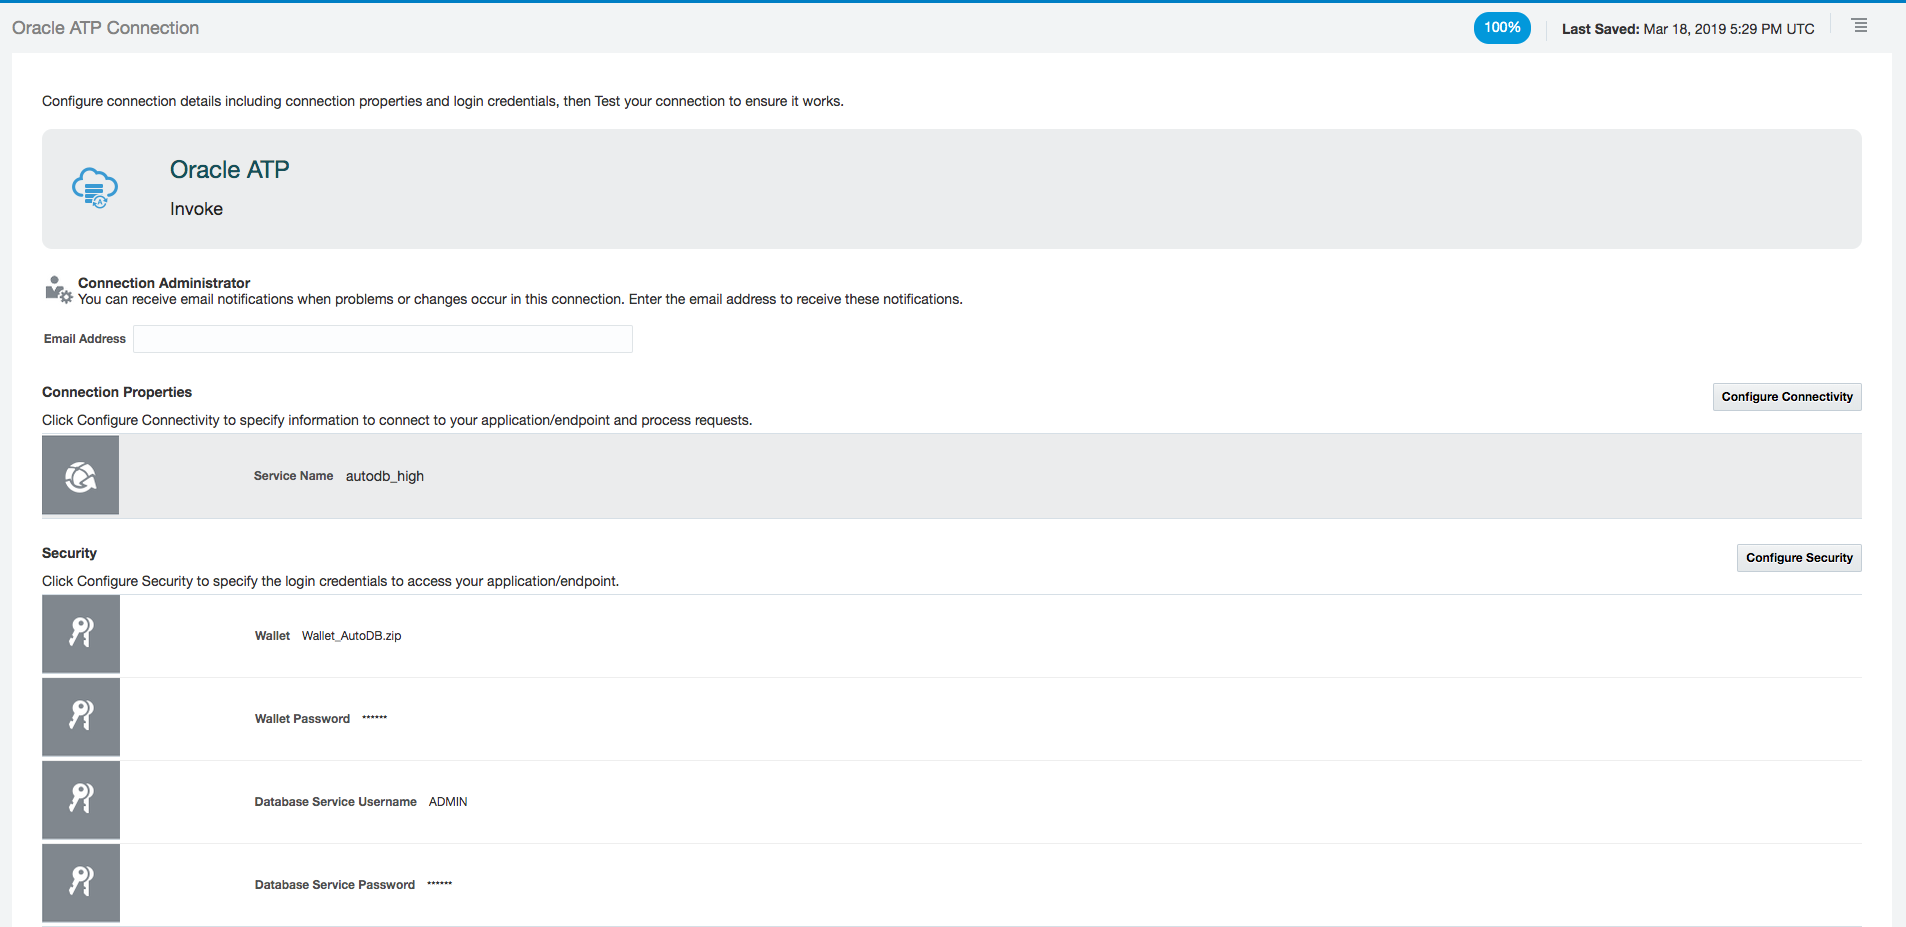 Oracle ATP Connection
100%
Last Saved: Mar 18, 2019 5:29 PM UTC
Configure connection details including connection properties and login credentials, then Test your connection to ensure it works.
Oracle ATP
Invoke
Connection Administrator
You can receive email notifications when problems or changes occur in this connection. Enter the email address to receive these notifications.
Email Address
Connection Properties
Configure Connectivity
Click Configure Connectivity to specify information to connect to your application/endpoint and process requests.
Service Name autodb_high
Security
Configure Security
Click Configure Security to specify the login credentials to access your application/endpoint.
Wallet Wallet_AutoDB.zip
Wallet Password ******
Database Service Username ADMIN
Database Service Password ******